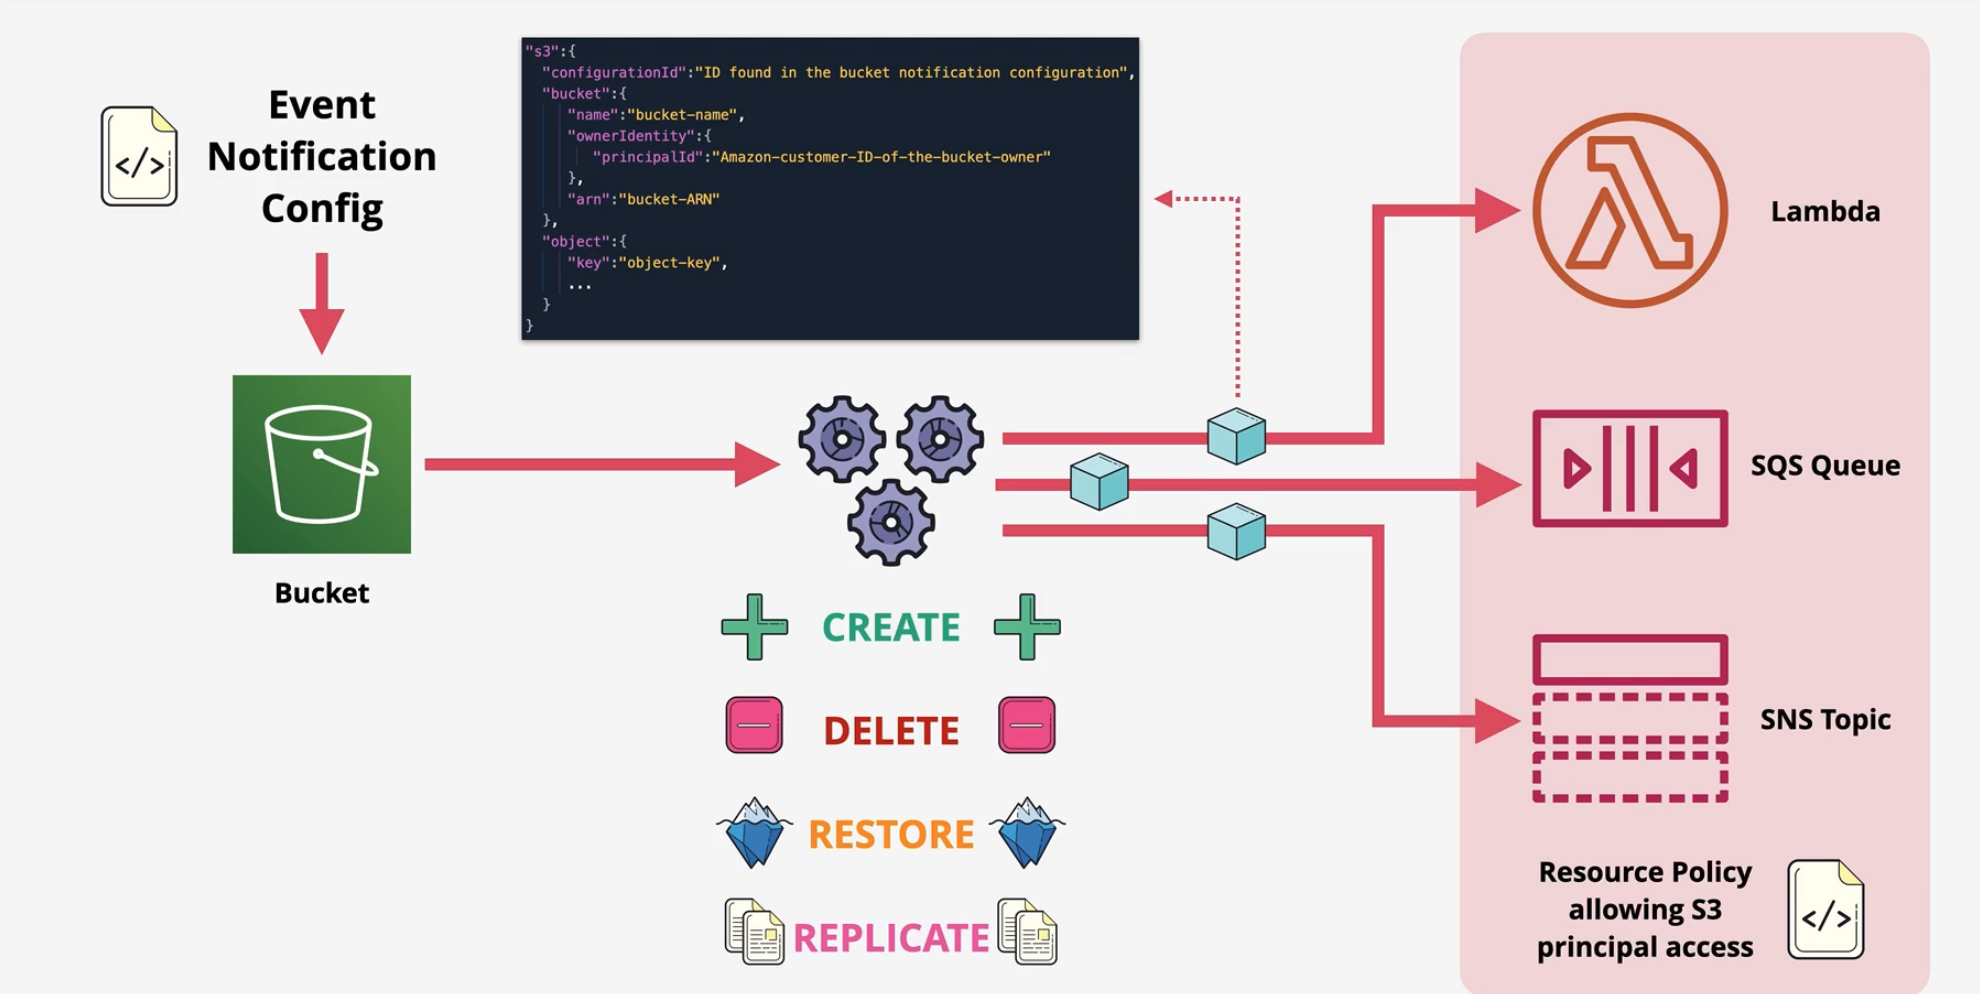 Event
Notification
Config
"s3":{
"configurationId":"ID found in the bucket notification configuration",
"bucket":{
"name":"bucket-name",
"ownerIdentity":{
"principalId":"Amazon-customer-ID-of-the-bucket-owner"
},
"arn":"bucket-ARN"
},
"object":{
"key":"object-key",
...
}
}
</>
Bucket
CREATE
DELETE
RESTORE
REPLICATE
Lambda
SQS Queue
SNS Topic
Resource Policy
allowing S3
principal access
</>